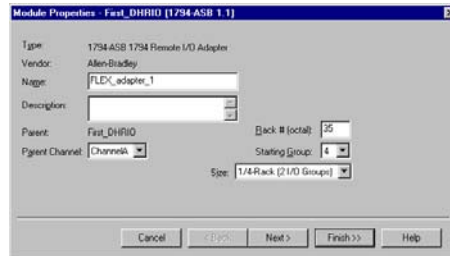 Module Properties - First_DHRIO (1794-ASB 1.1)
Type: 1794-ASB 1794 Remote I/O Adapter
Vendor: Allen-Bradley
Name: FLEX_adapter_1
Description:
Parent: First_DHRIO
Rack # (octal): 35
Parent Channel: ChannelA
Starting Group: 4
Size: 1/4-Rack (2 I/O Groups)
Cancel < Back Next > Finish >> Help